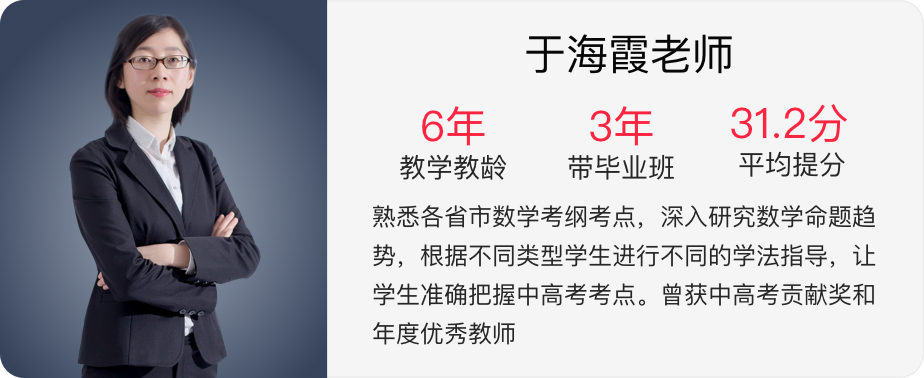 于海霞老师
6年 3年 31.2分
教学教龄 带毕业班 平均提分
熟悉各省市数学考纲考点，深入研究数学命题趋
势，根据不同类型学生进行不同的学法指导，让
学生准确把握中高考考点。曾获中高考贡献奖和
年度优秀教师